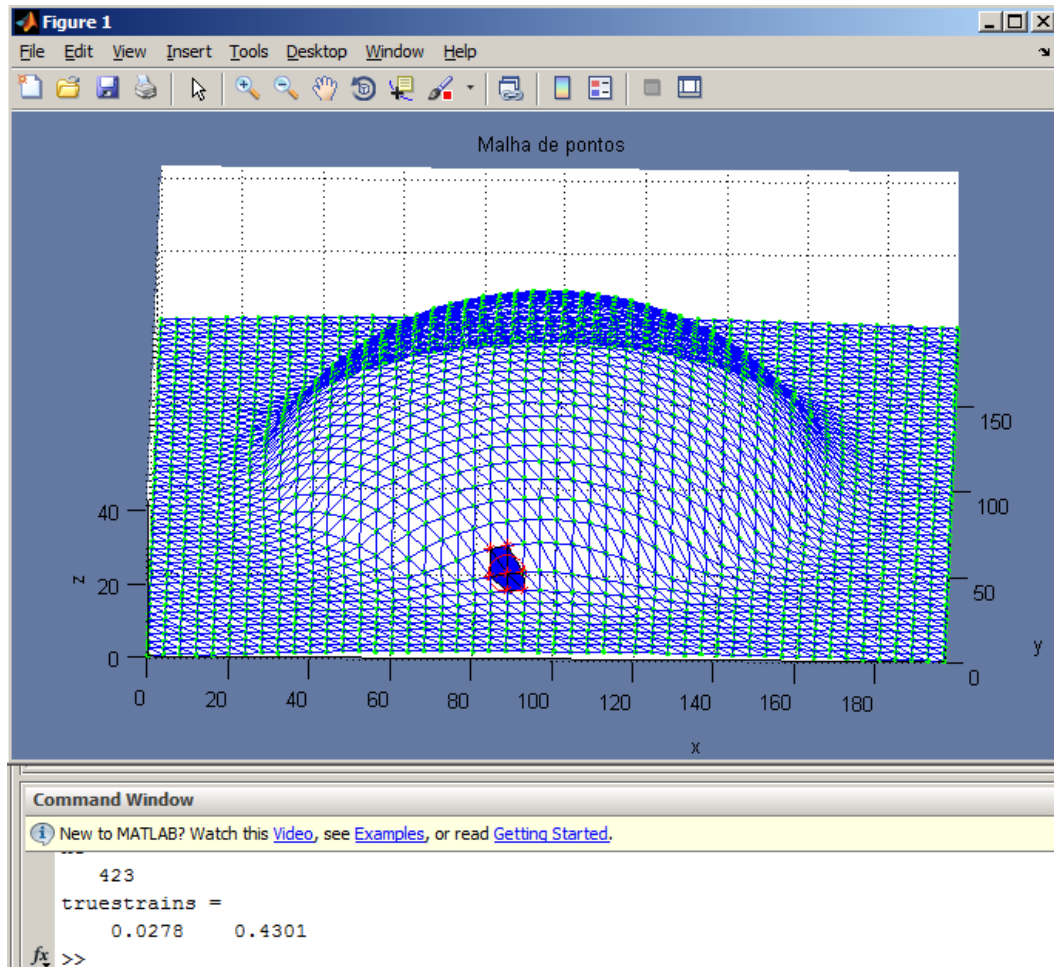 Figure 1
File Edit View Insert Tools Desktop Window Help
Malha de pontos
150
40
100
z
20
50
y
0
0
0 20 40 60 80 100 120 140 160 180
x
Command Window
New to MATLAB? Watch this Video, see Examples, or read Getting Started.
423
truestrains =
0.0278 0.4301
fx >>